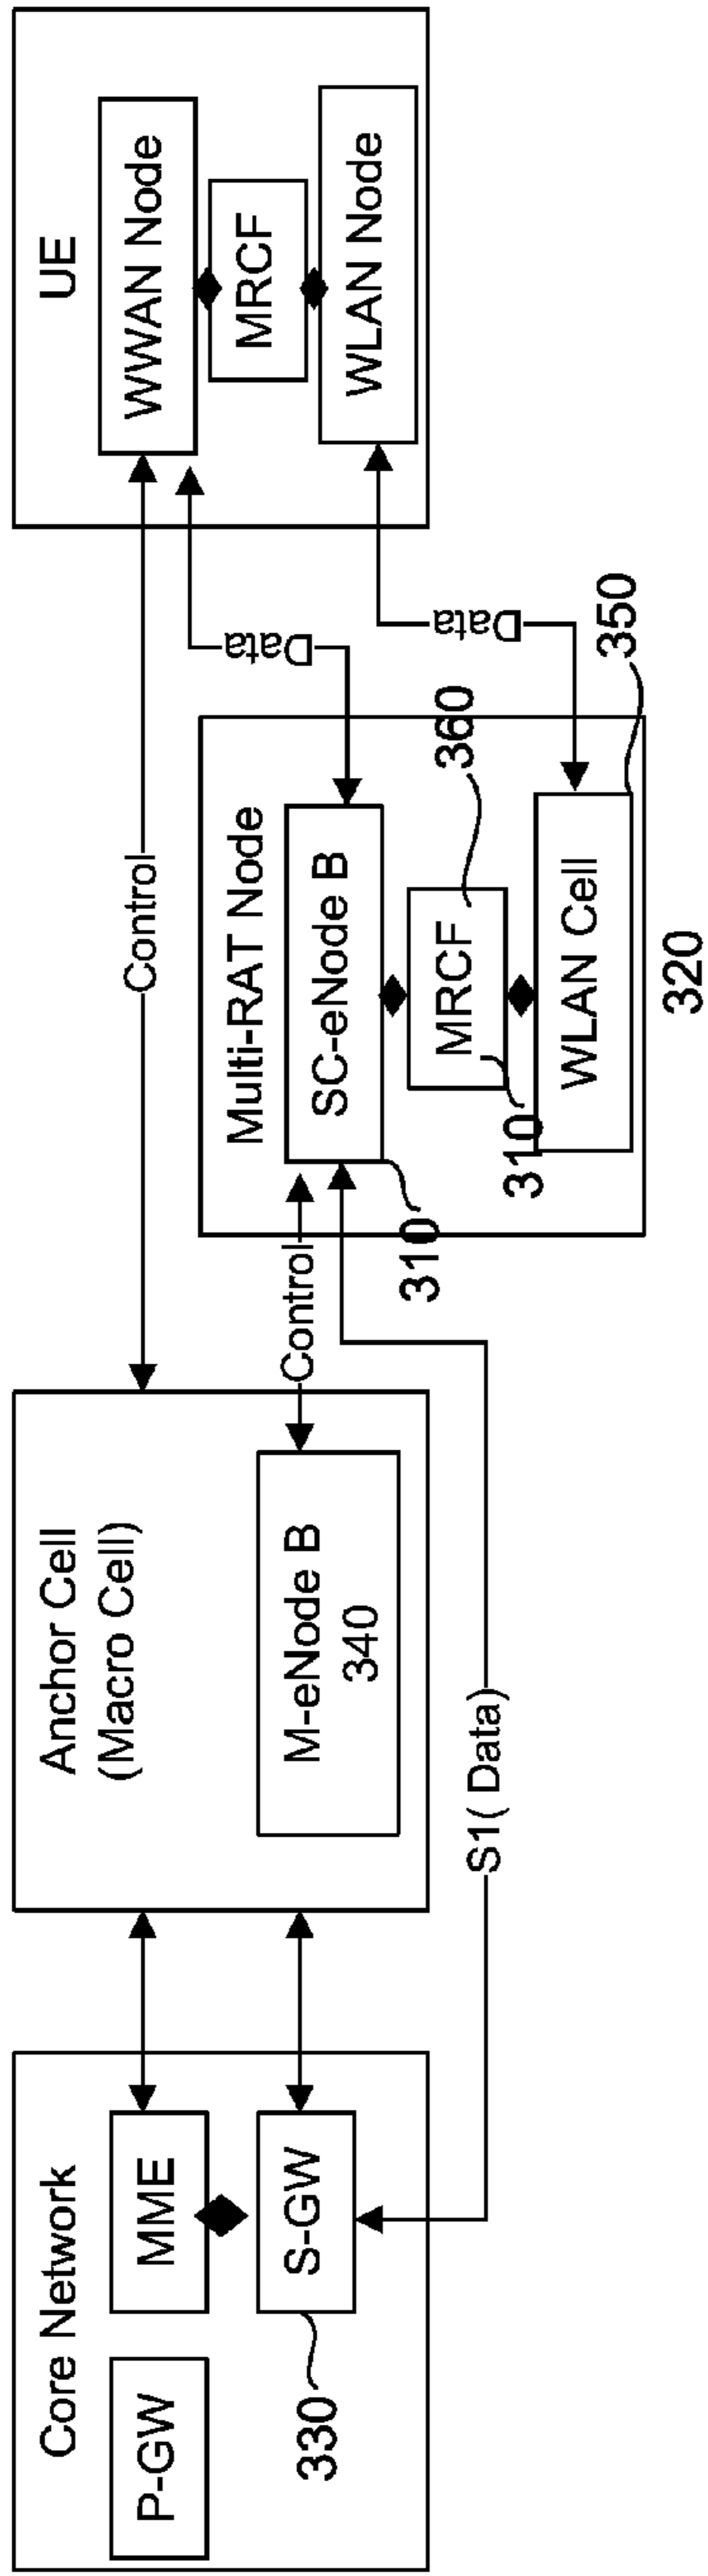 Core Network
P-GW
MME
S-GW
330
Anchor Cell
(Macro Cell)
M-eNode B
340
Control
Control
S1( Data)
Multi-RAT Node
SC-eNode B
310
MRCF
360
310
WLAN Cell
350
320
Data
Data
UE
WWAN Node
MRCF
WLAN Node